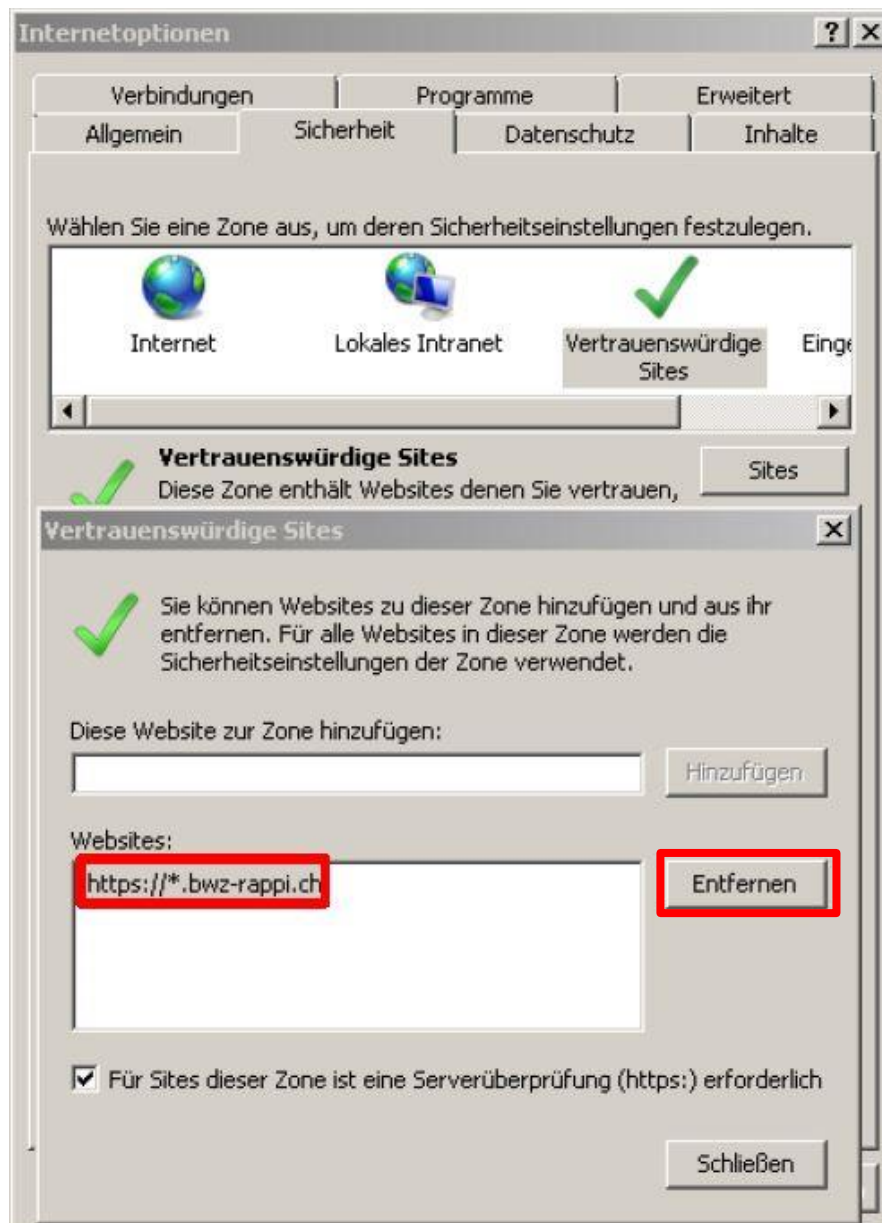 Internetoptionen
Verbindungen Programme Erweitert
Allgemein Sicherheit Datenschutz Inhalte
Wählen Sie eine Zone aus, um deren Sicherheitseinstellungen festzulegen.
Internet Lokales Intranet Vertrauenswürdige Einge
Sites
Vertrauenswürdige Sites
Sites
Diese Zone enthält Websites denen Sie vertrauen,
Vertrauenswürdige Sites
Sie können Websites zu dieser Zone hinzufügen und aus ihr
entfernen. Für alle Websites in dieser Zone werden die
Sicherheitseinstellungen der Zone verwendet.
Diese Website zur Zone hinzufügen:
Hinzufügen
Websites:
https://*.bwz-rappi.ch
Entfernen
Für Sites dieser Zone ist eine Serverüberprüfung (https:) erforderlich
Schließen